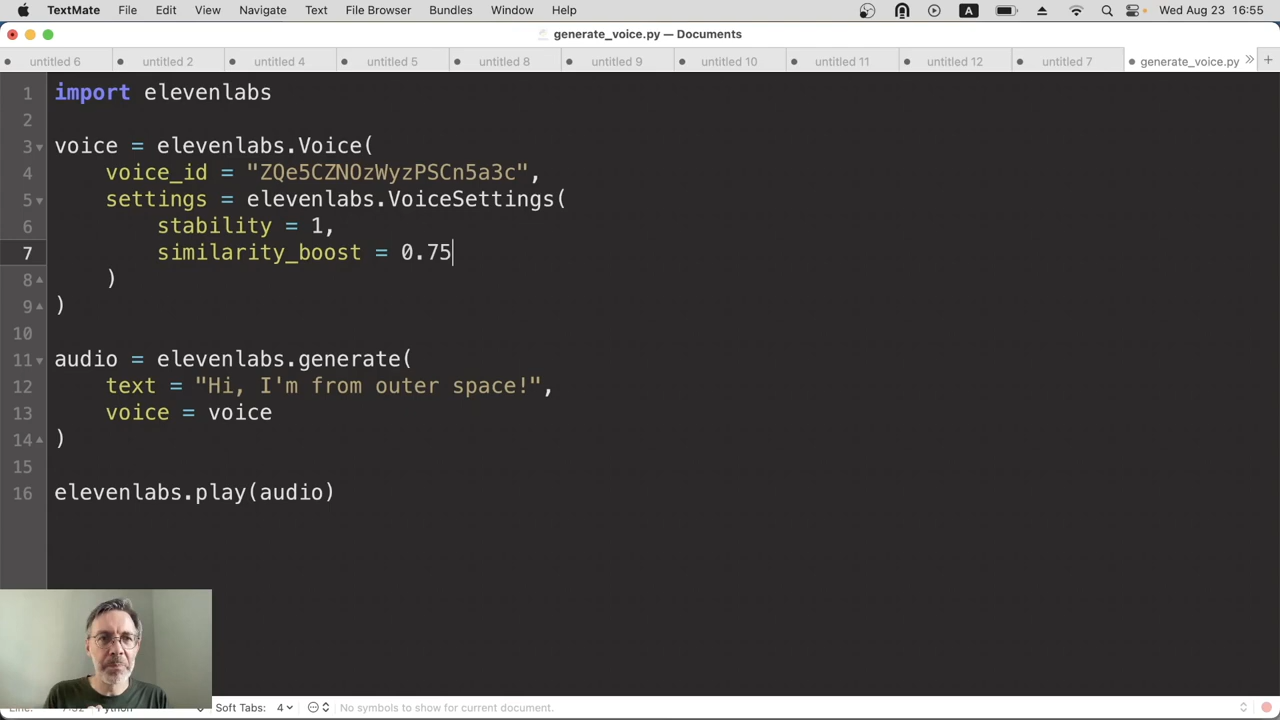 TextMate File Edit View Navigate Text File Browser Bundles Window Help A Wed Aug 23 16:55
generate_voice.py — Documents
untitled 6 untitled 2 untitled 4 untitled 5 untitled 8 untitled 9 untitled 10 untitled 11 untitled 12 untitled 7 generate_voice.py
1 import elevenlabs
2
3 voice = elevenlabs.Voice(
4 voice_id = "ZQe5CZNOzWyzPSCn5a3c",
5 settings = elevenlabs.VoiceSettings(
6 stability = 1,
7 similarity_boost = 0.75
8 )
9 )
10
11 audio = elevenlabs.generate(
12 text = "Hi, I'm from outer space!",
13 voice = voice
14 )
15
16 elevenlabs.play(audio)
Soft Tabs: 4 No symbols to show for current document.